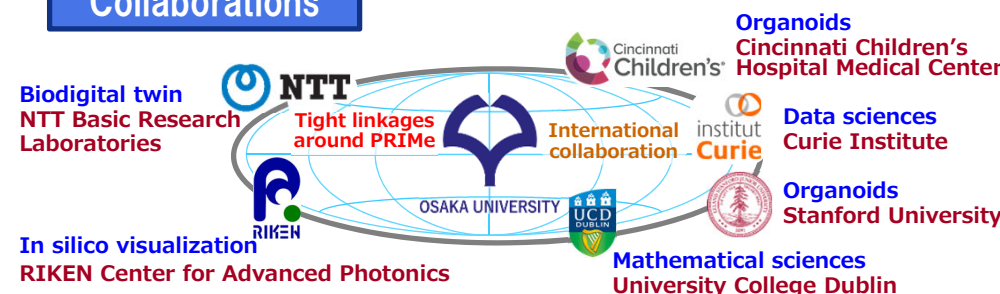 Collaborations
Organoids
Cincinnati Children's
Hospital Medical Center
Cincinnati
Children's
Biodigital twin
NTT Basic Research
Laboratories
NTT
Tight linkages
around PRIMe
International
collaboration
institut
Curie
Data sciences
Curie Institute
OSAKA UNIVERSITY
Organoids
Stanford University
UCD
DUBLIN
RIKEN
In silico visualization
RIKEN Center for Advanced Photonics
Mathematical sciences
University College Dublin